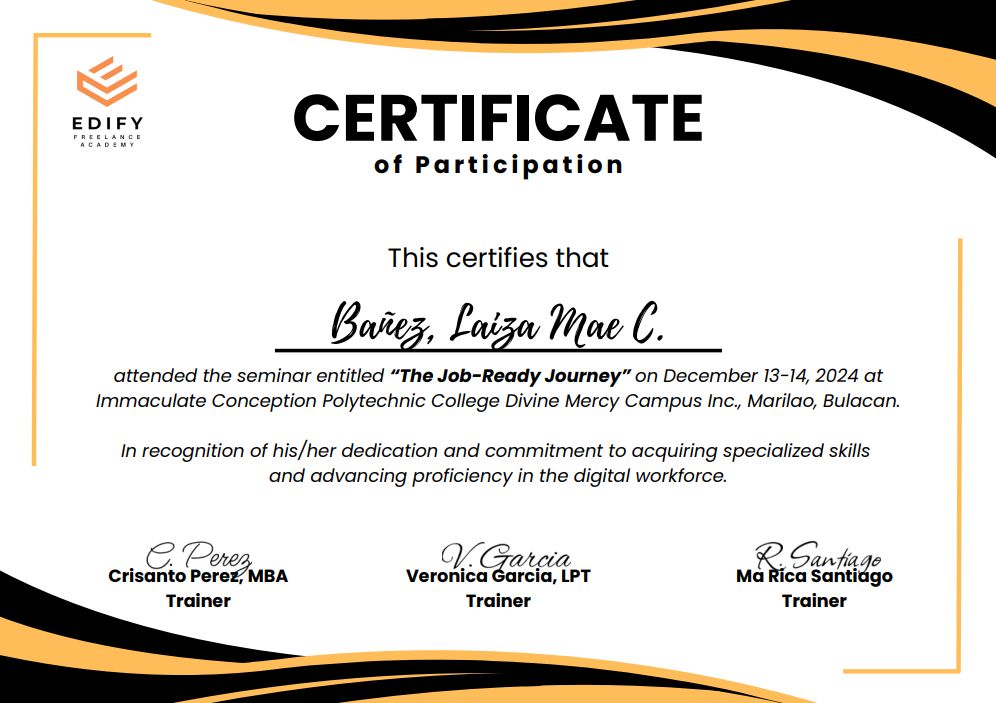 EDIFY
FREELANCE
ACADEMY
CERTIFICATE
of Participation
This certifies that
Bañez, Laiza Mae C.
attended the seminar entitled “The Job-Ready Journey” on December 13-14, 2024 at
Immaculate Conception Polytechnic College Divine Mercy Campus Inc., Marilao, Bulacan.
In recognition of his/her dedication and commitment to acquiring specialized skills
and advancing proficiency in the digital workforce.
C. Perez
Crisanto Perez, MBA
Trainer
V. Garcia
Veronica Garcia, LPT
Trainer
R. Santiago
Ma Rica Santiago
Trainer